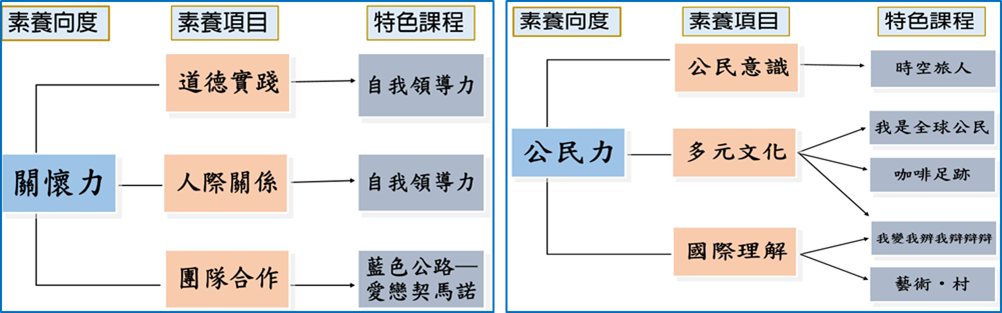 素養向度
素養項目
特色課程
道德實踐
自我領導力
關懷力
人際關係
自我領導力
團隊合作
藍色公路—
愛戀契馬諾
素養向度
素養項目
特色課程
公民意識
時空旅人
公民力
多元文化
我是全球公民
咖啡足跡
國際理解
我變我辨我辯辯辯
藝術·村